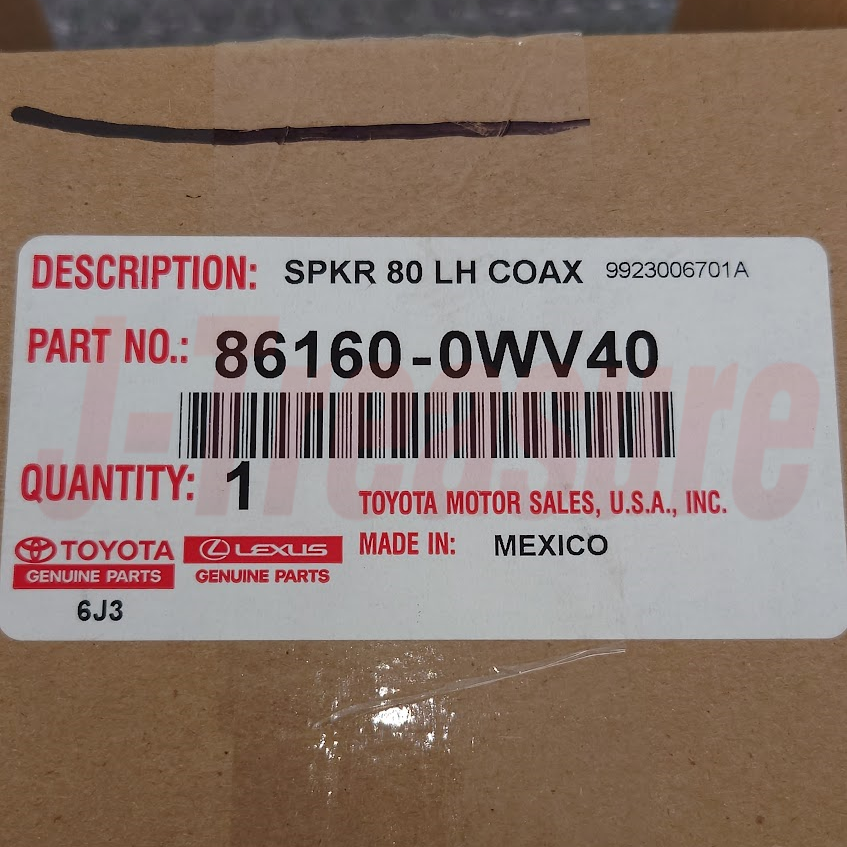 DESCRIPTION: SPKR 80 LH COAX 9923006701A
PART NO.: 86160-0WV40
J-Treasure
QUANTITY: 1
TOYOTA MOTOR SALES, U.S.A., INC.
TOYOTA LEXUS MADE IN: MEXICO
GENUINE PARTS GENUINE PARTS
6J3